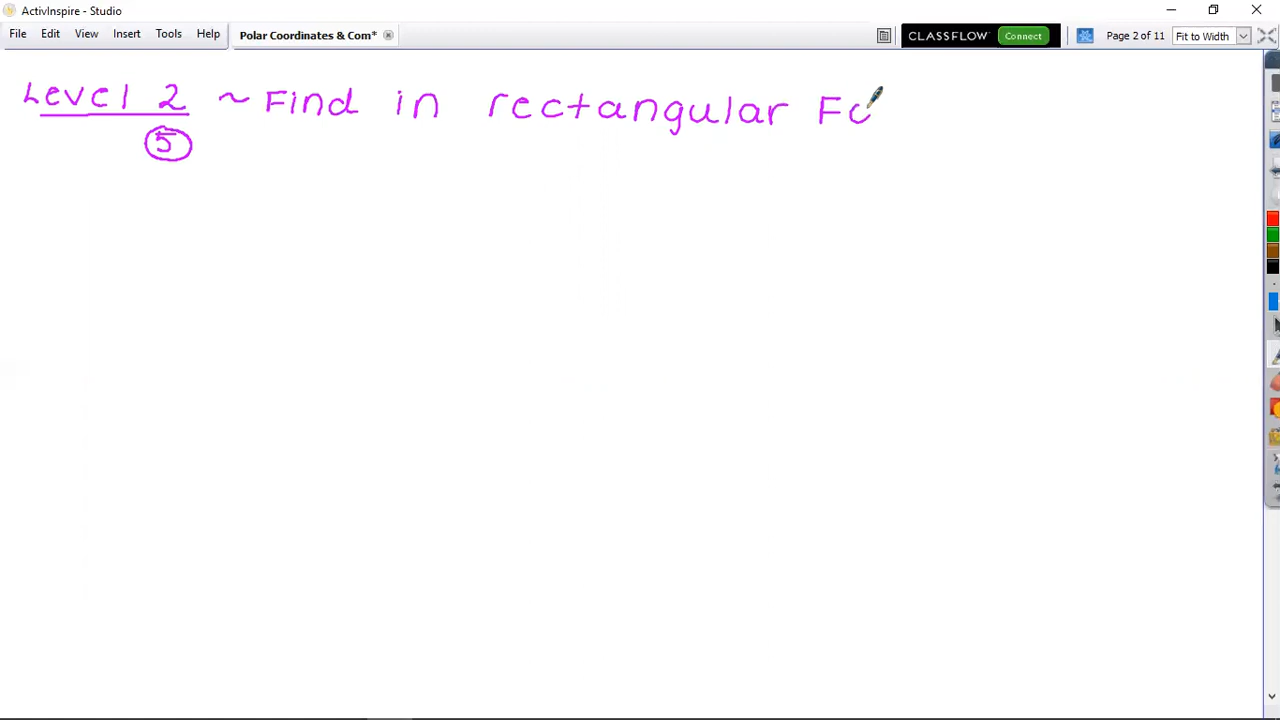 ActivInspire - Studio
File Edit View Insert Tools Help Polar Coordinates & Com* CLASSFLOW Connect Page 2 of 11 Fit to Width
Level 2 ~ Find in rectangular Fo
5